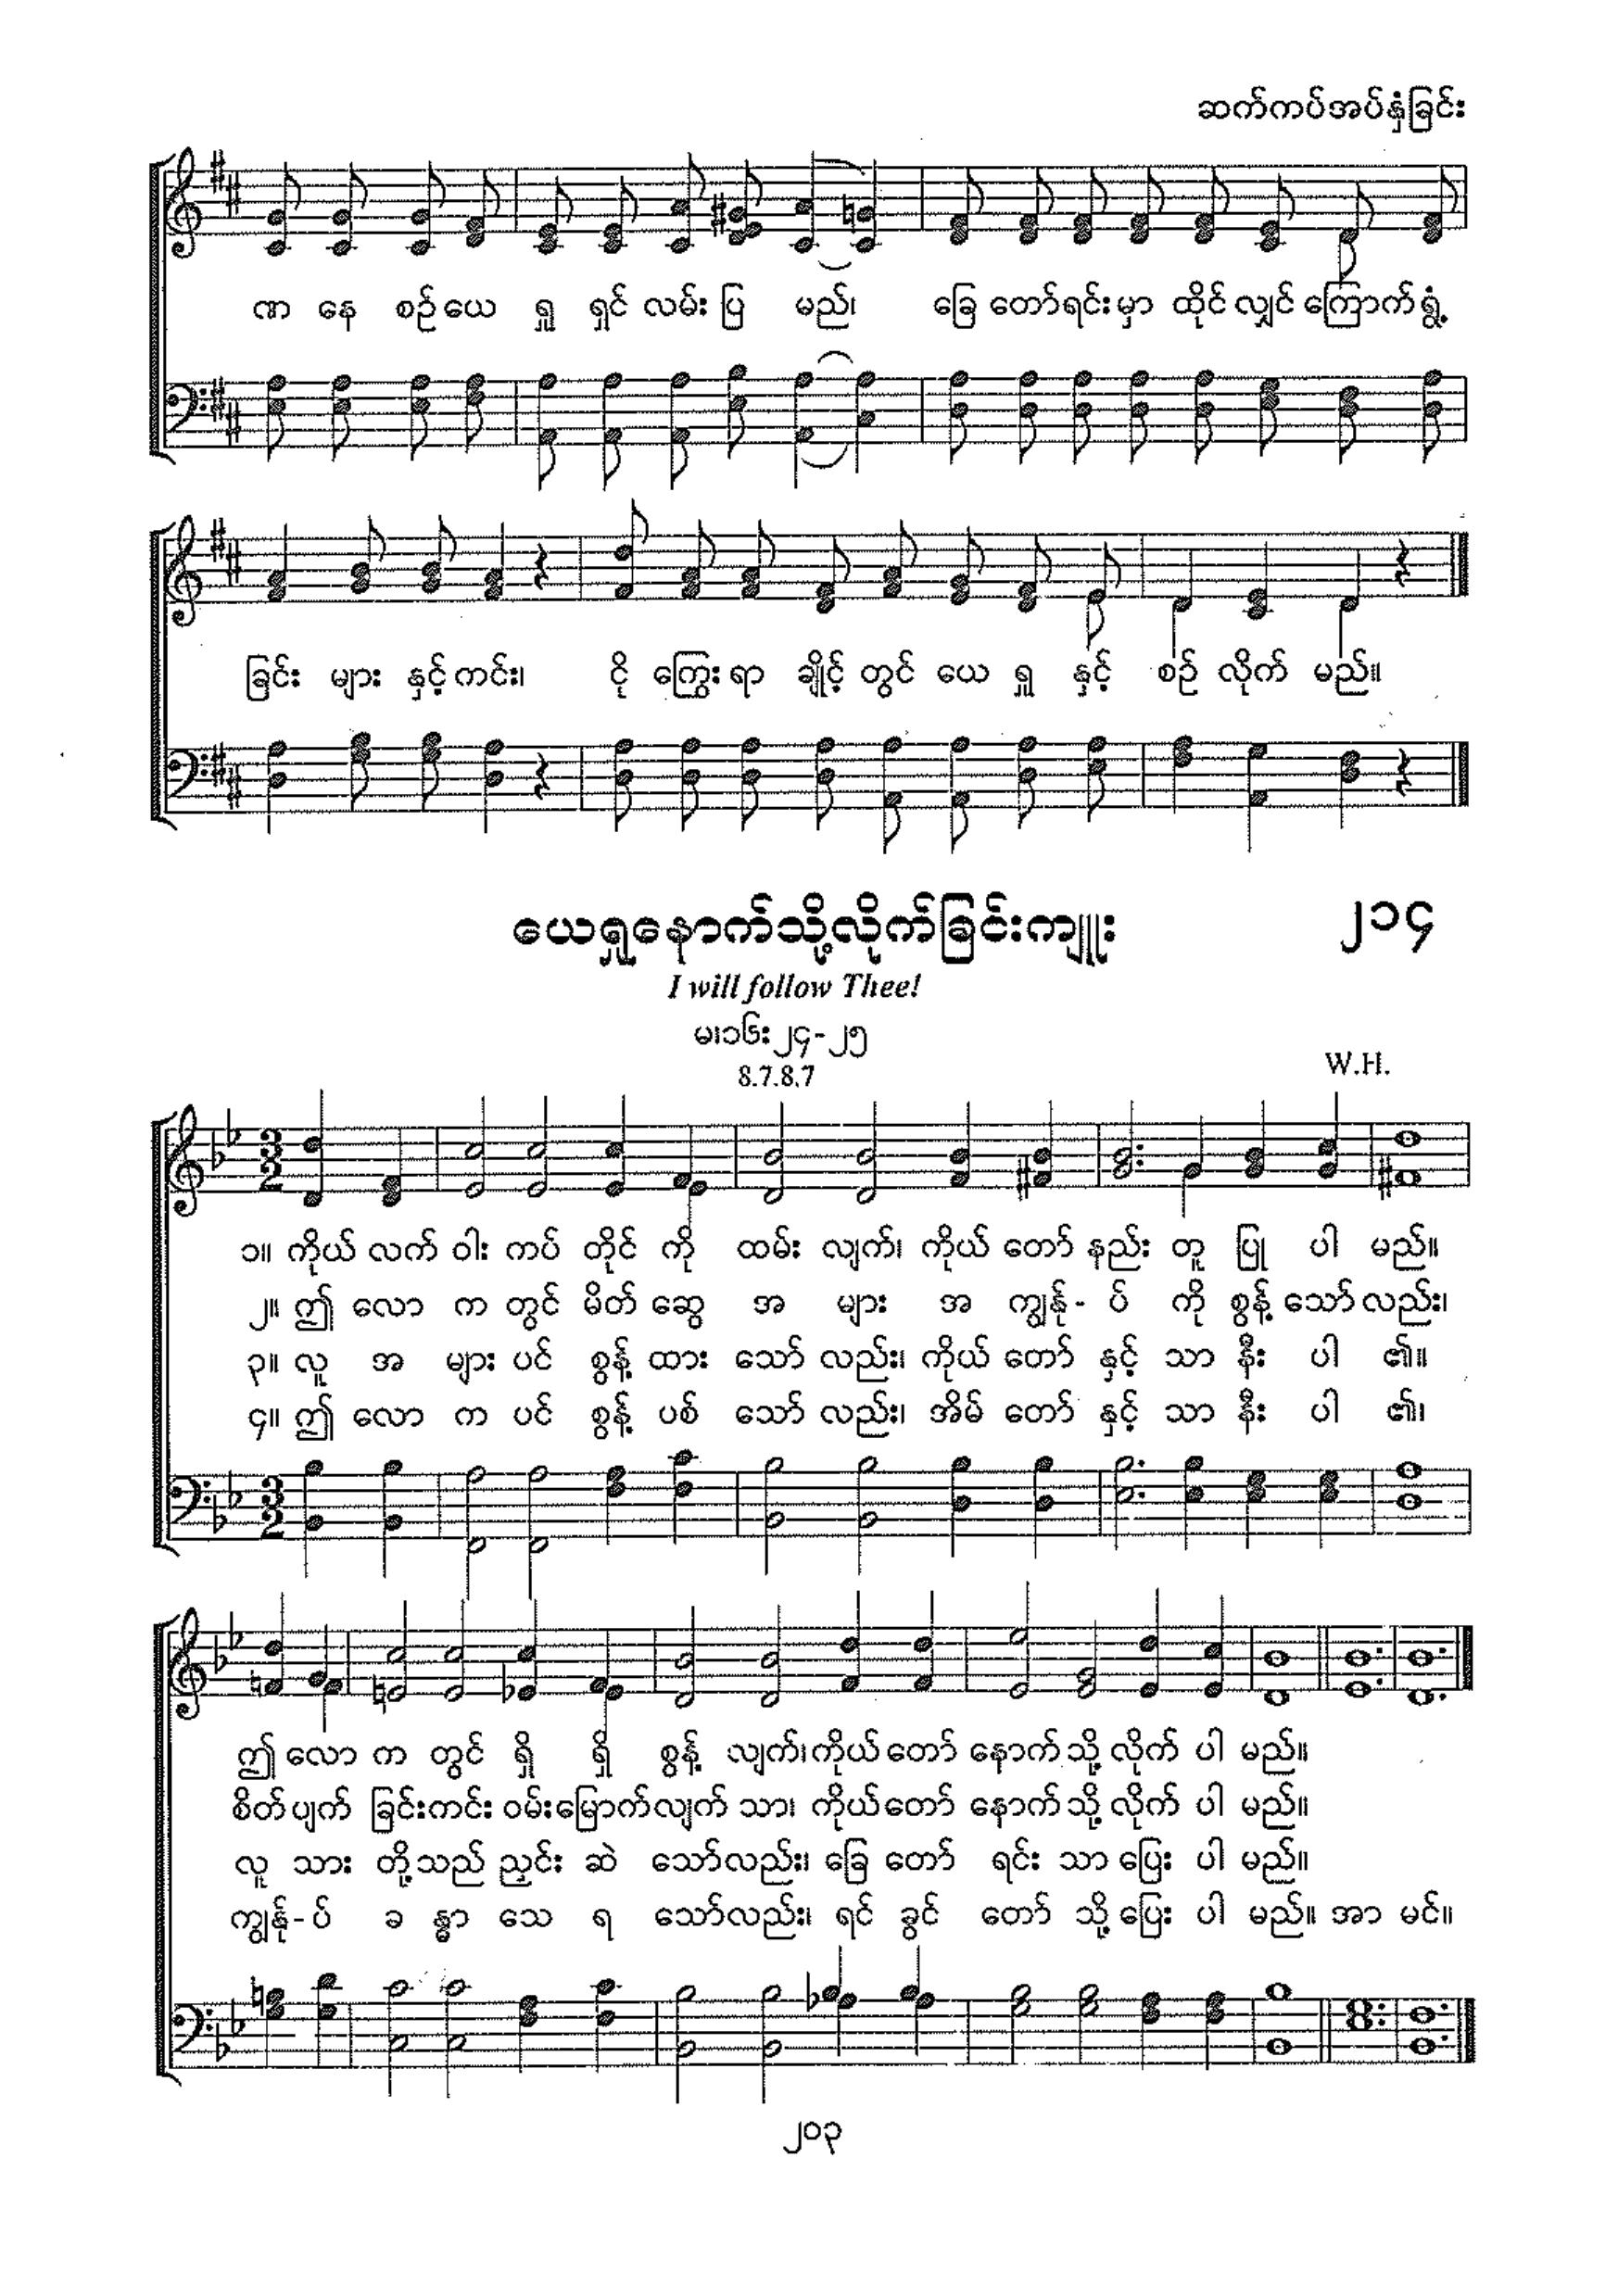 ဆက်ကပ်အပ်နှံခြင်း
ဏ နေ စဉ် ယေ ရှု ရှင် လမ်း ပြ မည်၊ ခြေ တော် ရင်း မှာ ထိုင် လျှင် ကြောက် ရွံ့
ခြင်း များ နှင့် ကင်း၊ ငို ကြွေး ရာ ချိုင့် တွင် ယေ ရှု နှင့် စဉ် လိုက် မည်။
ယေရှုနောက်သို့လိုက်ခြင်းကျူး ၂၁၄
I will follow Thee!
မ၊၁၆း၂၄-၂၅
8.7.8.7 W.H.
3 2
၁။ ကိုယ် လက် ဝါး ကပ် တိုင် ကို ထမ်း လျက်၊ ကိုယ် တော် နည်း တူ ပြု ပါ မည်။
၂။ ဤ လော က တွင် မိတ် ဆွေ အ များ အ ကျွန်ု- ပ် ကို စွန့် သော် လည်း၊
၃။ လူ အ များ ပင် စွန့် ထား သော် လည်း၊ ကိုယ် တော် နှင့် သာ နီး ပါ ၏။
၄။ ဤ လော က ပင် စွန့် ပစ် သော် လည်း၊ အိမ် တော် နှင့် သာ နီး ပါ ၏၊
3 2
ဤ လော က တွင် ရှိ ရှိ စွန့် လျက်၊ ကိုယ် တော် နောက် သို့ လိုက် ပါ မည်။
စိတ် ပျက် ခြင်း ကင်း ဝမ်း မြောက် လျက် သာ၊ ကိုယ် တော် နောက် သို့ လိုက် ပါ မည်။
လူ သား တို့ သည် ညှင်း ဆဲ သော် လည်း၊ ခြေ တော် ရင်း သာ ပြေး ပါ မည်။
ကျွန်ု-ပ် ခ န္ဓာ သေ ရ သော် လည်း၊ ရင် ခွင် တော် သို့ ပြေး ပါ မည်။ အာ မင်။
၂၀၃